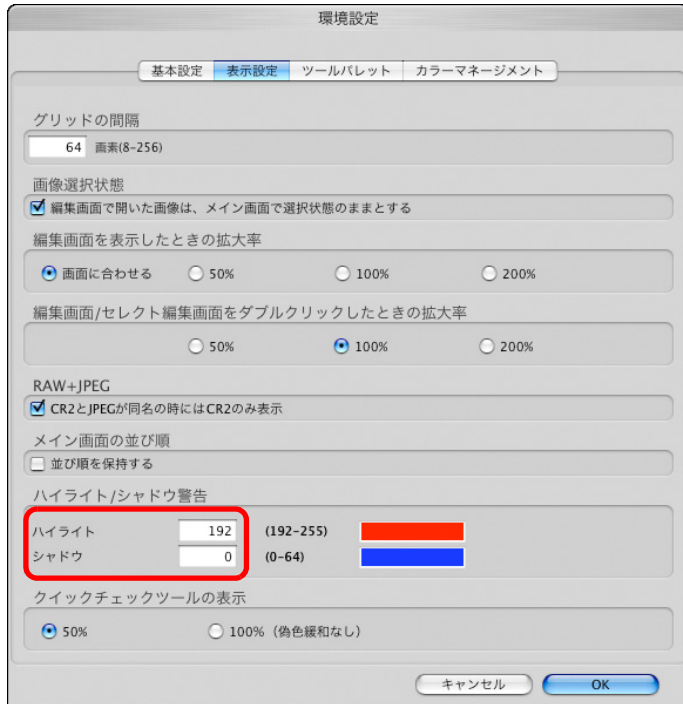 環境設定
基本設定 表示設定 ツールパレット カラーマネージメント
グリッドの間隔
64 画素(8-256)
画像選択状態
編集画面で開いた画像は、メイン画面で選択状態のままとする
編集画面を表示したときの拡大率
画面に合わせる 50% 100% 200%
編集画面/セレクト編集画面をダブルクリックしたときの拡大率
50% 100% 200%
RAW+JPEG
CR2とJPEGが同名の時にはCR2のみ表示
メイン画面の並び順
並び順を保持する
ハイライト/シャドウ警告
ハイライト 192 (192-255)
シャドウ 0 (0-64)
クイックチェックツールの表示
50% 100% (偽色緩和なし)
キャンセル OK